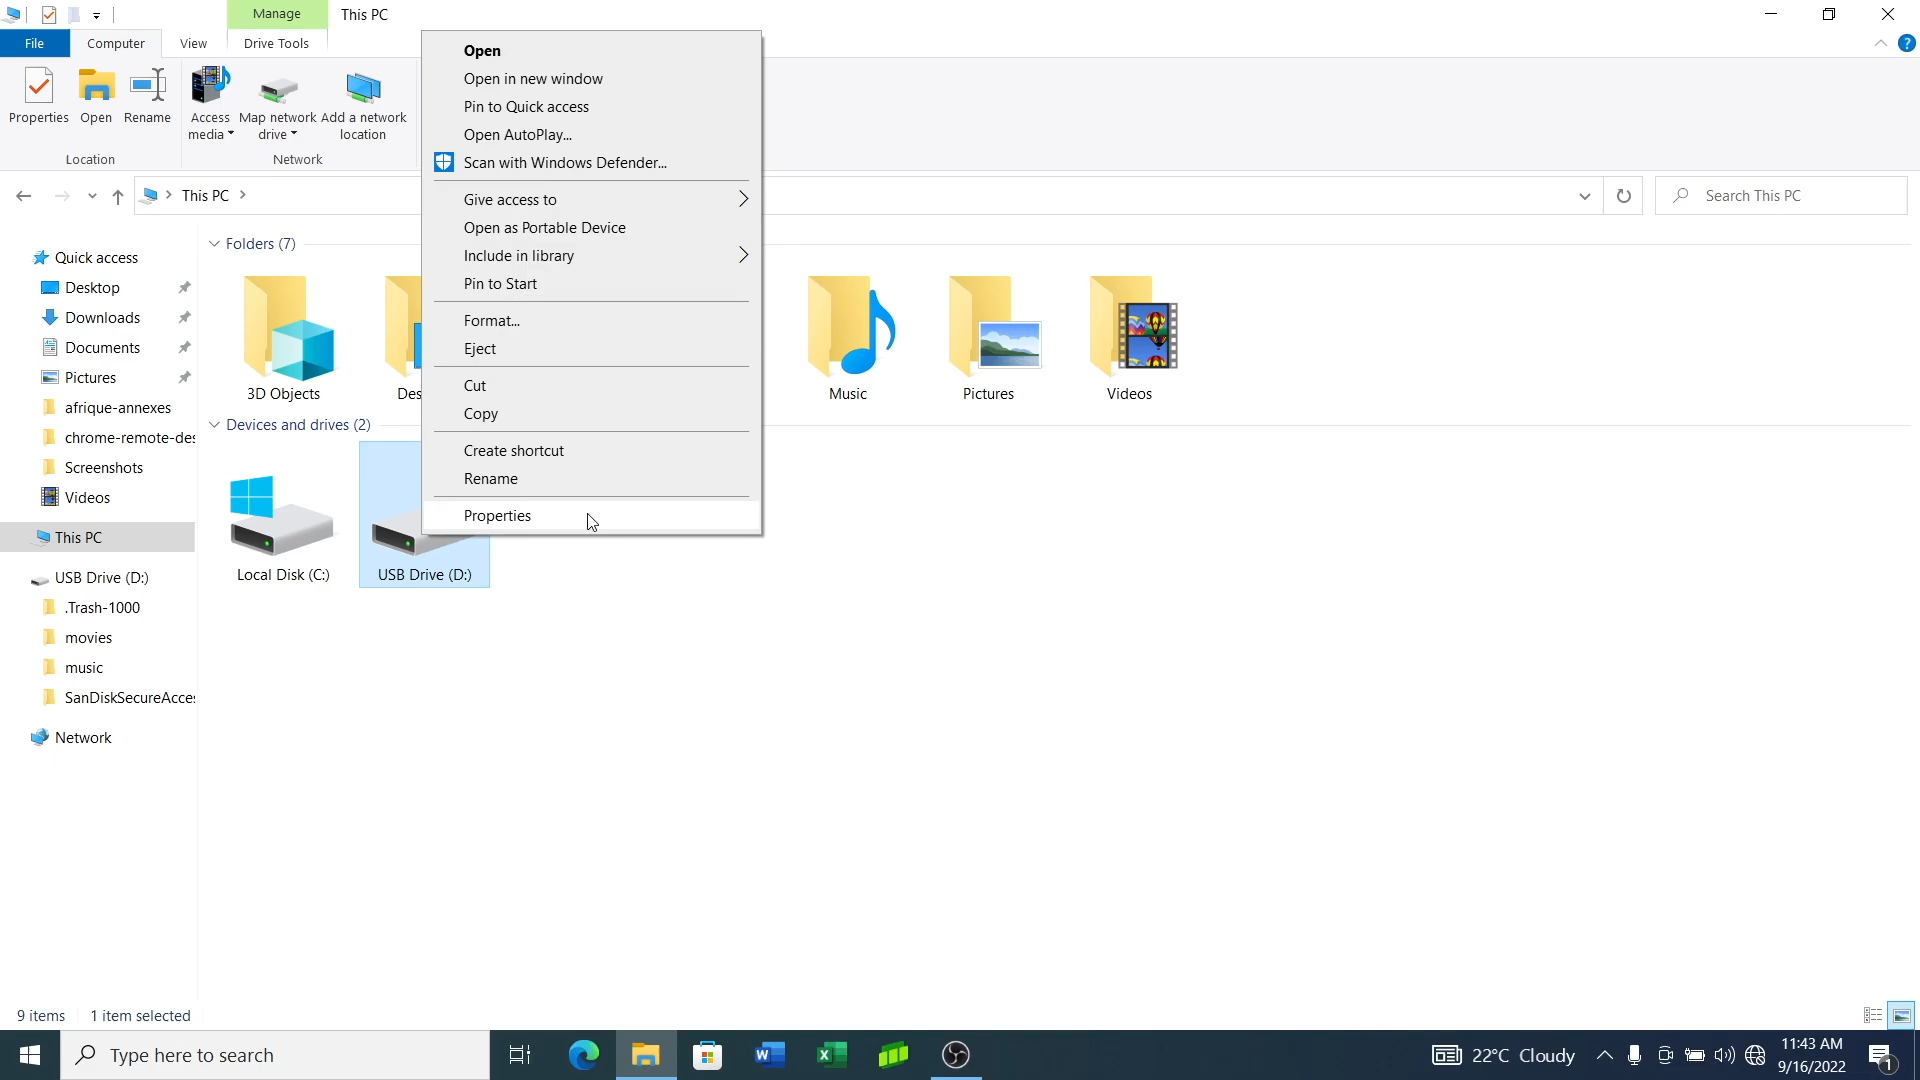 Manage
This PC
File
Computer
View
Drive Tools
Properties
Open
Rename
Access media
Map network drive
Add a network location
Location
Network
Open
Open in new window
Pin to Quick access
Open AutoPlay...
Scan with Windows Defender...
Give access to
Open as Portable Device
Include in library
Pin to Start
Format...
Eject
Cut
Copy
Create shortcut
Rename
Properties
This PC
Search This PC
Quick access
Desktop
Downloads
Documents
Pictures
afrique-annexes
chrome-remote-des
Screenshots
Videos
This PC
USB Drive (D:)
.Trash-1000
movies
music
SanDiskSecureAcces
Network
Folders (7)
3D Objects
Des
Music
Pictures
Videos
Devices and drives (2)
Local Disk (C:)
USB Drive (D:)
9 items
1 item selected
Type here to search
22°C Cloudy
11:43 AM
9/16/2022
1